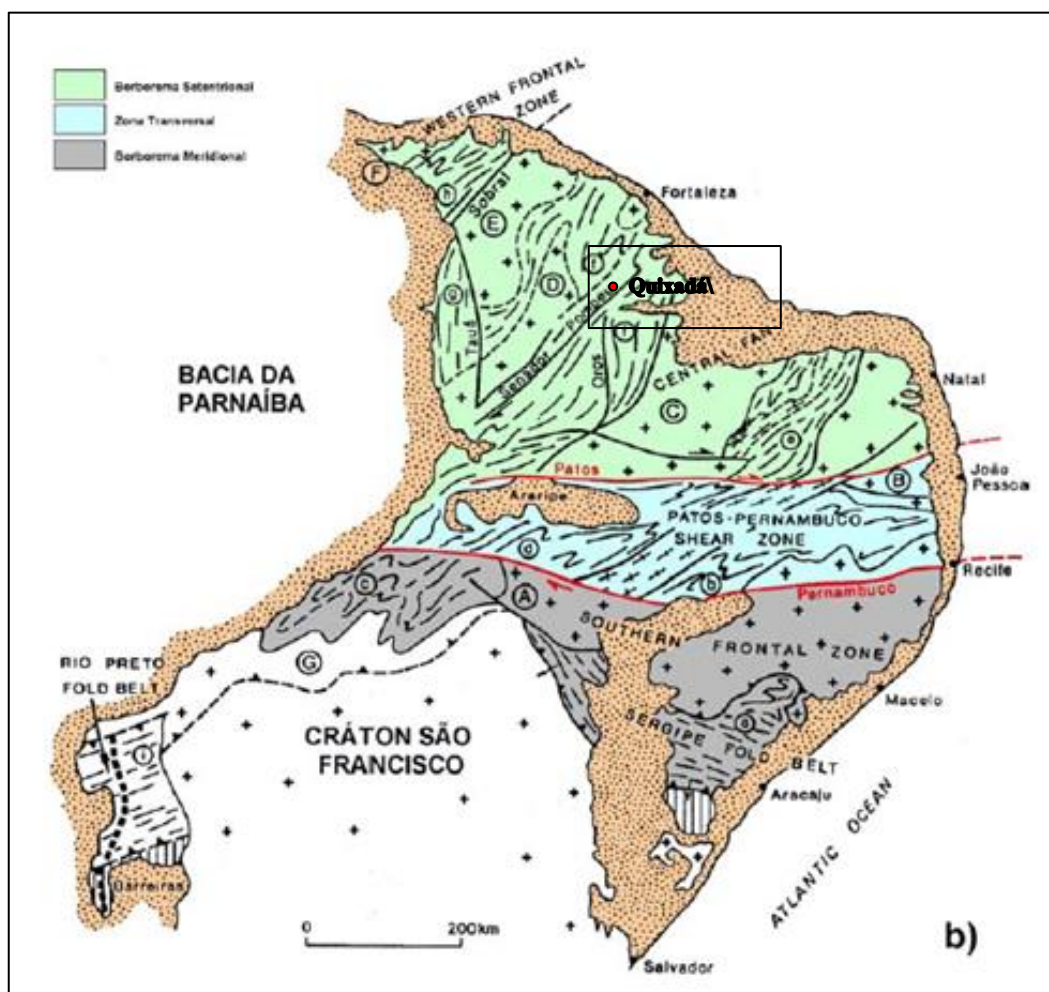 Borborema Setentrional
Zona Transversal
Borborema Meridional
WESTERN FRONTAL
ZONE
F
h
Sobral
E
Fortaleza
f
D
Quixadá\
g
Tauá
Senador Pompeu
Orós
f
CENTRAL FAN
BACIA DA
PARNAÍBA
C
e
Natal
Patos
B
João
Pessoa
Araripe
PATOS-PERNAMBUCO
SHEAR ZONE
d
b
Recife
Pernambuco
c
A
SOUTHERN
FRONTAL ZONE
G
RIO PRETO
FOLD BELT
Maceió
SERGIPE FOLD BELT
a
i
CRÁTON SÃO
FRANCISCO
Aracaju
Barreiras
ATLANTIC OCEAN
0 200km
b)
Salvador